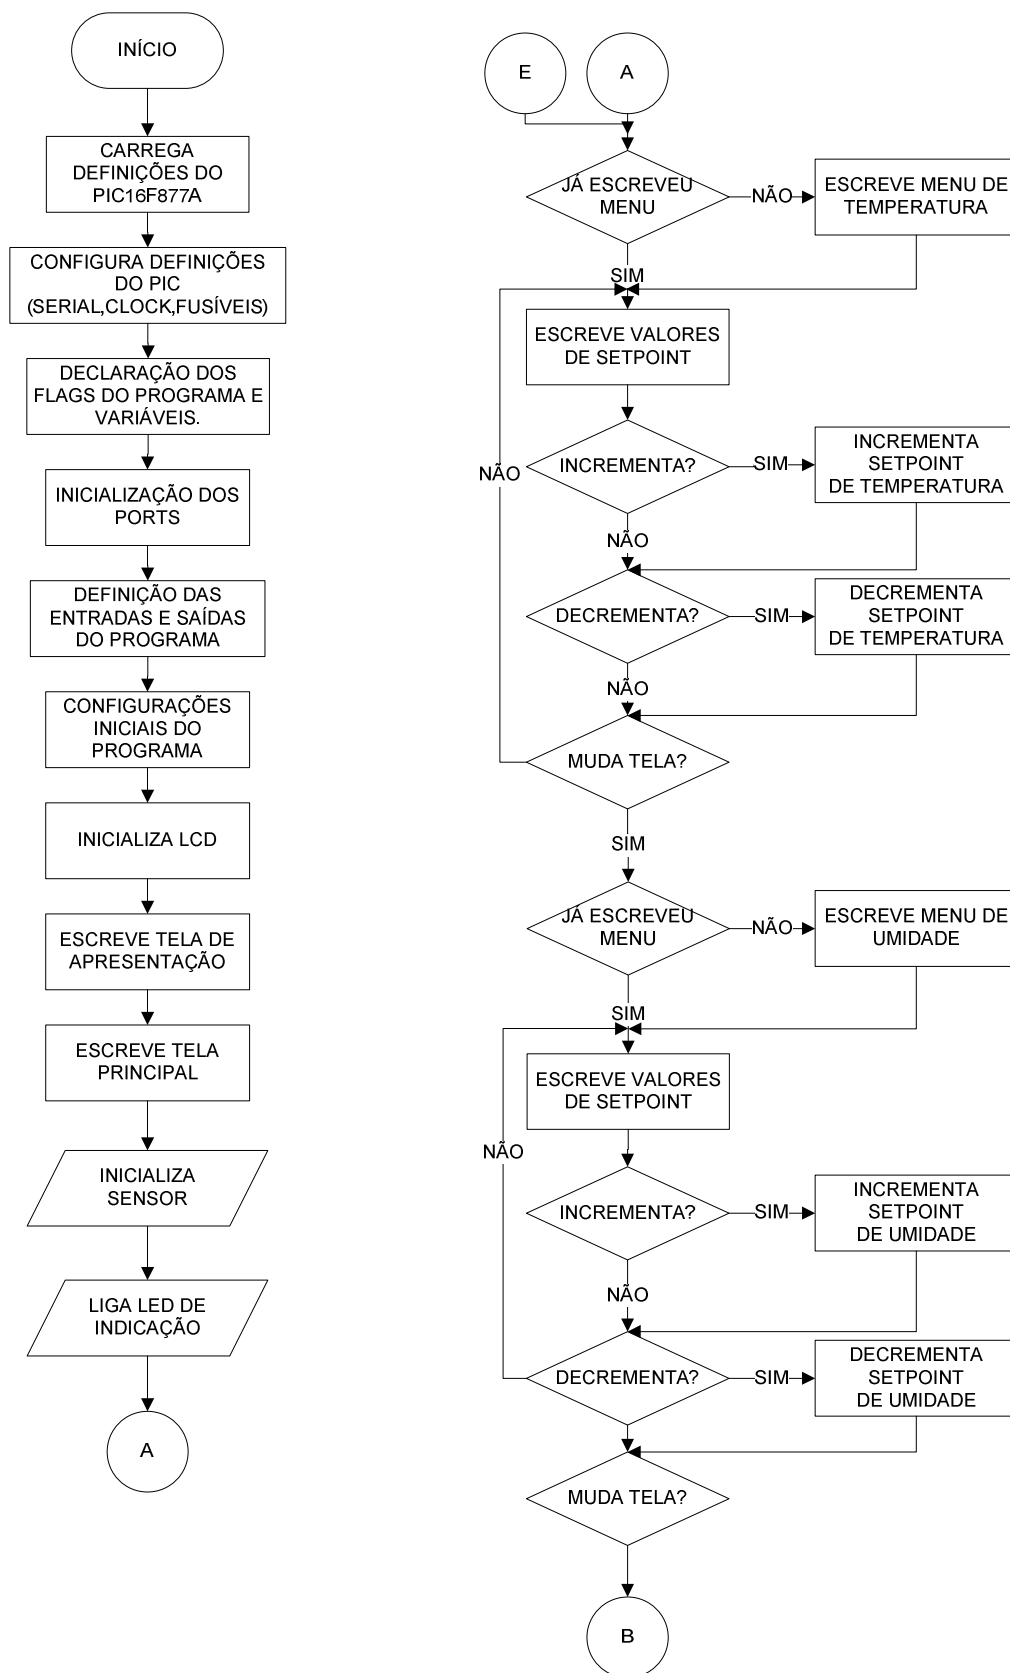 INÍCIO
CARREGA
DEFINIÇÕES DO
PIC16F877A
CONFIGURA DEFINIÇÕES
DO PIC
(SERIAL,CLOCK,FUSÍVEIS)
DECLARAÇÃO DOS
FLAGS DO PROGRAMA E
VARIÁVEIS.
INICIALIZAÇÃO DOS
PORTS
DEFINIÇÃO DAS
ENTRADAS E SAÍDAS
DO PROGRAMA
CONFIGURAÇÕES
INICIAIS DO
PROGRAMA
INICIALIZA LCD
ESCREVE TELA DE
APRESENTAÇÃO
ESCREVE TELA
PRINCIPAL
INICIALIZA
SENSOR
LIGA LED DE
INDICAÇÃO
A
E
A
JÁ ESCREVEU
MENU
NÃO
ESCREVE MENU DE
TEMPERATURA
SIM
ESCREVE VALORES
DE SETPOINT
NÃO
INCREMENTA?
SIM
INCREMENTA
SETPOINT
DE TEMPERATURA
NÃO
DECREMENTA?
SIM
DECREMENTA
SETPOINT
DE TEMPERATURA
NÃO
MUDA TELA?
SIM
JÁ ESCREVEU
MENU
NÃO
ESCREVE MENU DE
UMIDADE
SIM
ESCREVE VALORES
DE SETPOINT
NÃO
INCREMENTA?
SIM
INCREMENTA
SETPOINT
DE UMIDADE
NÃO
DECREMENTA?
SIM
DECREMENTA
SETPOINT
DE UMIDADE
MUDA TELA?
B